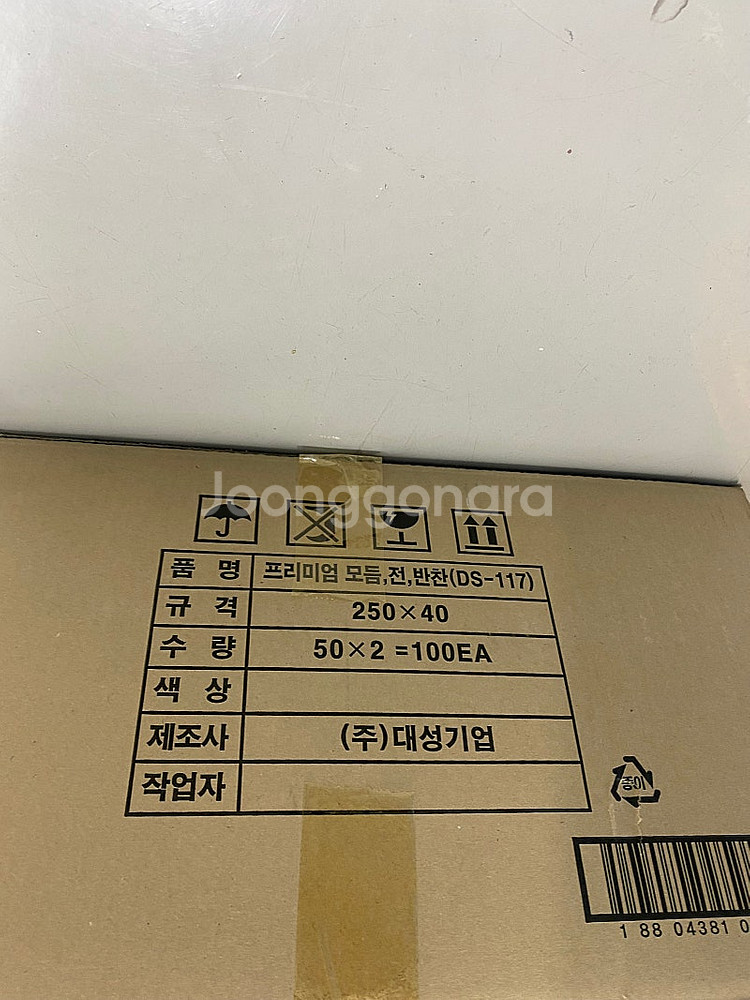 Joonggonara
품 명 프리미엄 모듬,전,반찬(DS-117)
규 격 250×40
수 량 50×2 =100EA
색 상
제조사 (주)대성기업
작업자
종이
1 88 04381 0